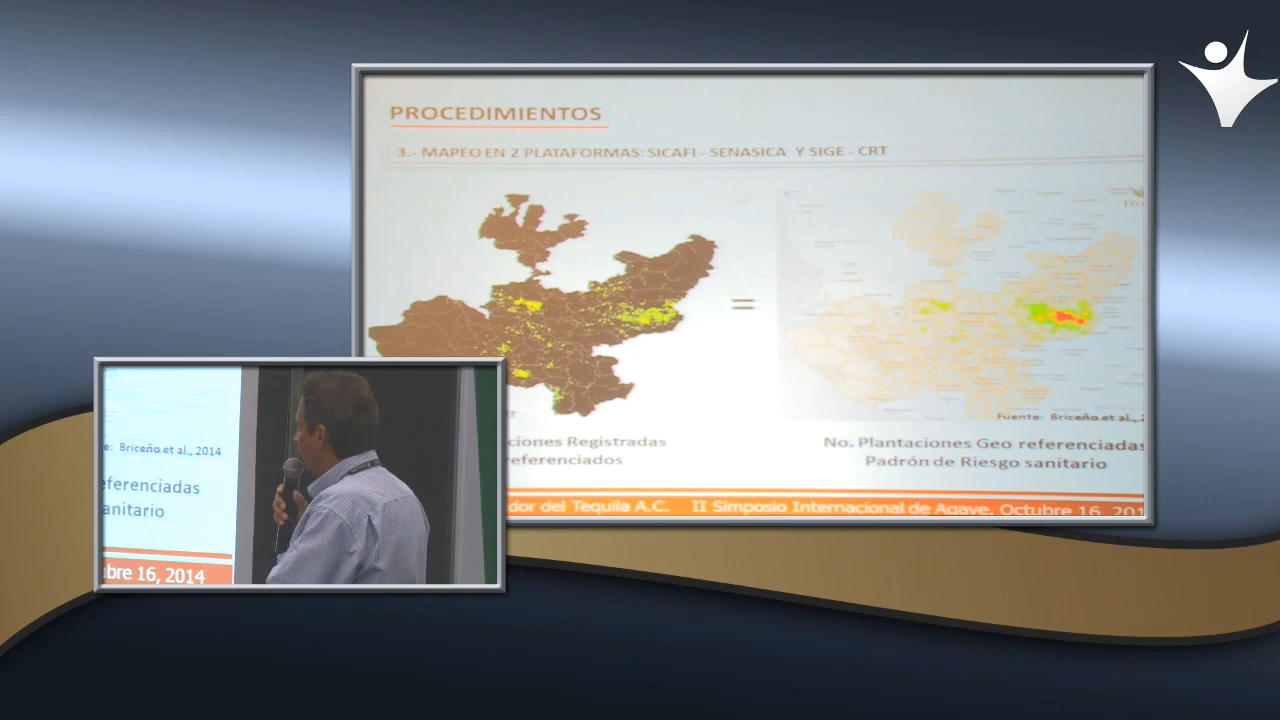 PROCEDIMIENTOS
3.- MAPEO EN 2 PLATAFORMAS: SICAFI - SENASICA Y SIGE - CRT
=
Fuente: Briceño et al., 2
ciones Registradas
referenciados
No. Plantaciones Geo referenciadas
Padrón de Riesgo sanitario
dor del Tequila A.C. II Simposio Internacional de Agave. Octubre 16, 201
e: Briceño et al., 2014
eferenciadas
anitario
bre 16, 2014